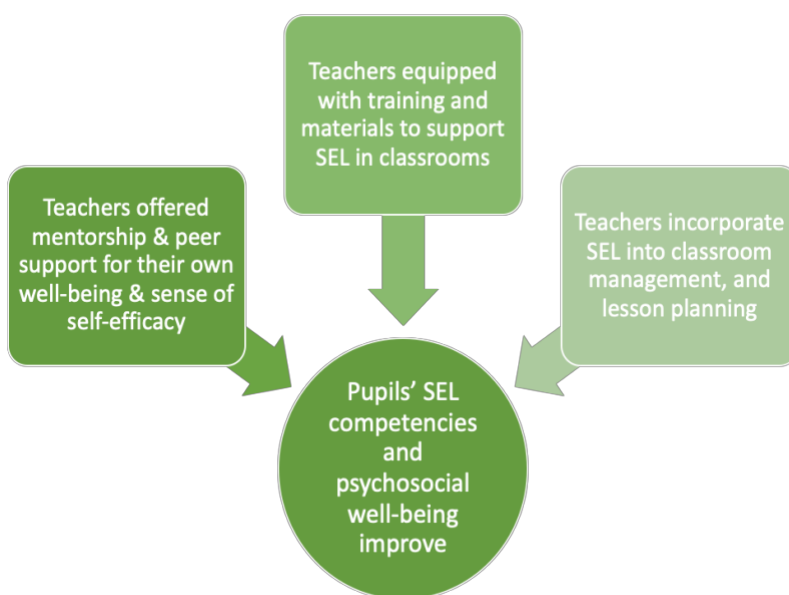 Teachers equipped
with training and
materials to support
SEL in classrooms
Teachers offered
mentorship & peer
support for their own
well-being & sense of
self-efficacy
Teachers incorporate
SEL into classroom
management, and
lesson planning
Pupils’ SEL
competencies
and
psychosocial
well-being
improve